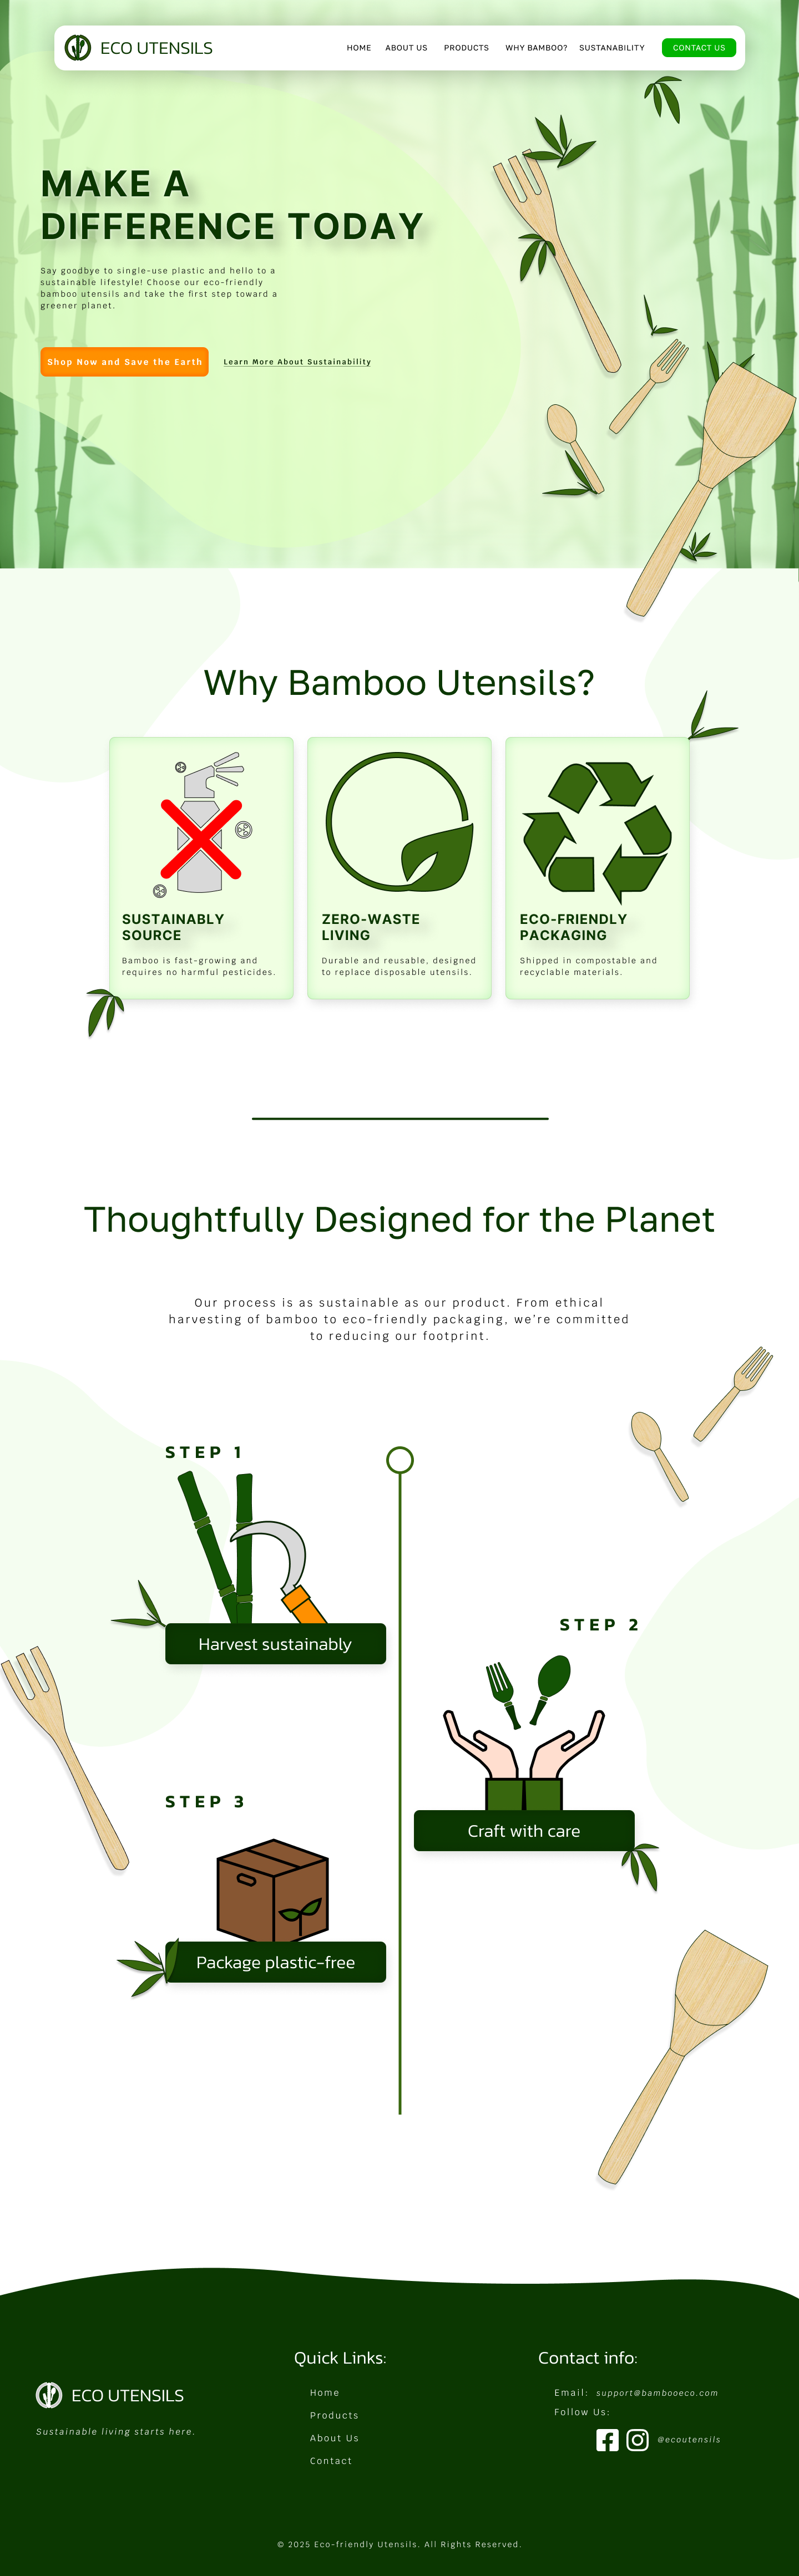 ECO UTENSILS
HOME ABOUT US PRODUCTS WHY BAMBOO? SUSTANABILITY CONTACT US
MAKE A
DIFFERENCE TODAY
Say goodbye to single-use plastic and hello to a
sustainable lifestyle! Choose our eco-friendly
bamboo utensils and take the first step toward a
greener planet.
Shop Now and Save the Earth
Learn More About Sustainability
Why Bamboo Utensils?
SUSTAINABLY
SOURCE
Bamboo is fast-growing and
requires no harmful pesticides.
ZERO-WASTE
LIVING
Durable and reusable, designed
to replace disposable utensils.
ECO-FRIENDLY
PACKAGING
Shipped in compostable and
recyclable materials.
Thoughtfully Designed for the Planet
Our process is as sustainable as our product. From ethical
harvesting of bamboo to eco-friendly packaging, we're committed
to reducing our footprint.
STEP 1
Harvest sustainably
STEP 2
Craft with care
STEP 3
Package plastic-free
ECO UTENSILS
Sustainable living starts here.
Quick Links:
Home
Products
About Us
Contact
Contact info:
Email: support@bambooeco.com
Follow Us:
@ecoutensils
© 2025 Eco-friendly Utensils. All Rights Reserved.